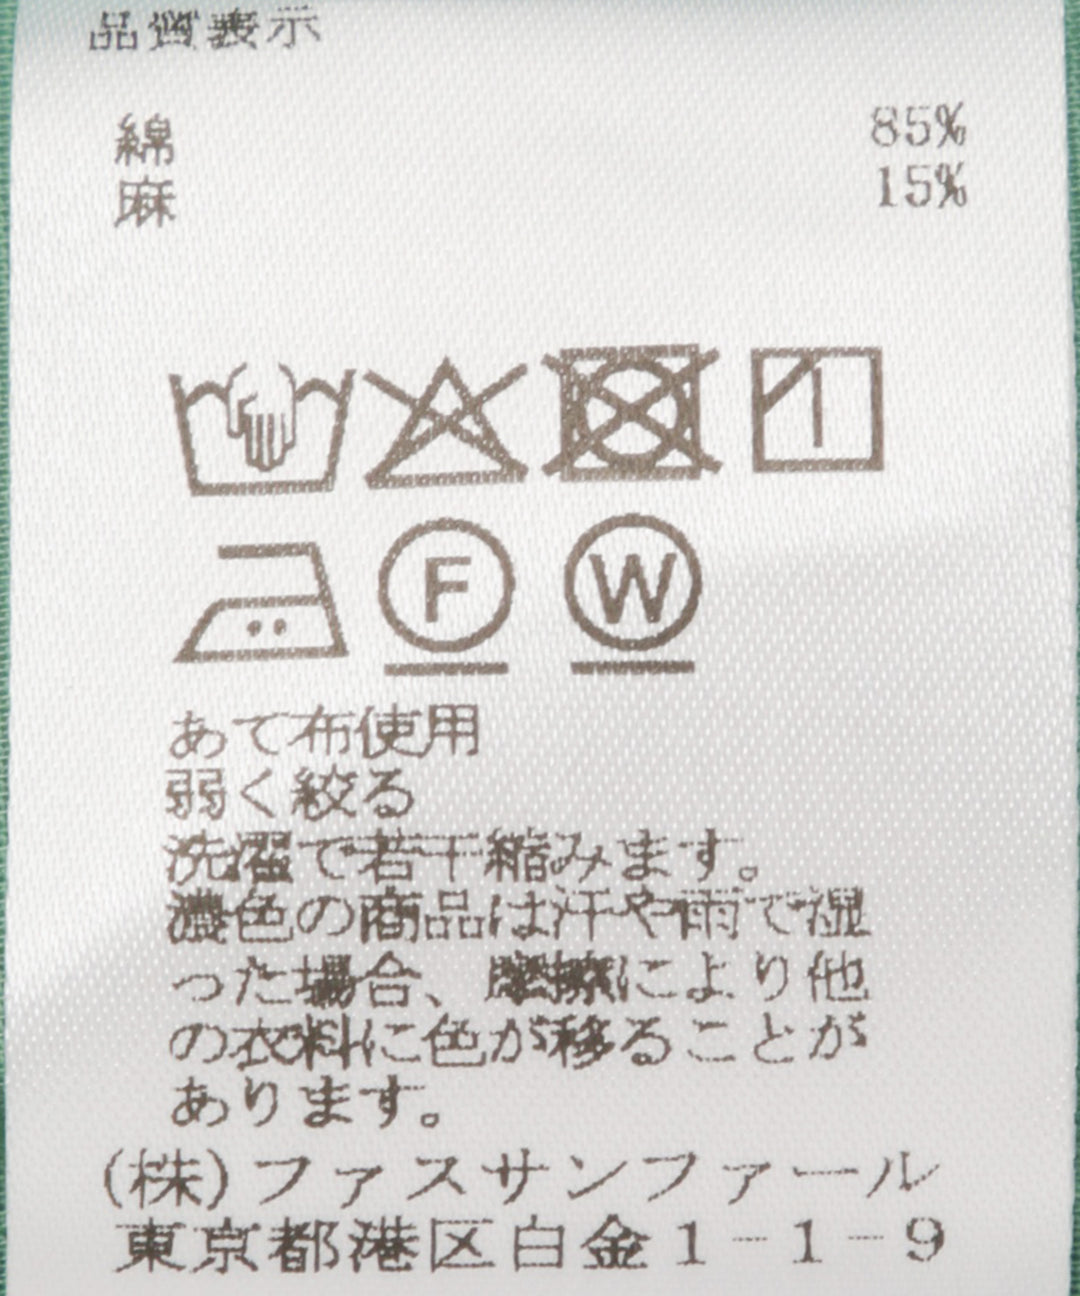 品質表示
綿 85%
麻 15%
F W
あて布使用
弱く絞る
洗濯で若干縮みます。
濃色の商品は汗や雨で湿
った場合、摩擦により他
の衣料に色が移ることが
あります。
(株)ファスサンファール
東京都港区白金1-1-9